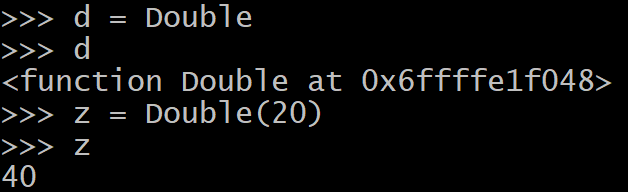 >>> d = Double
>>> d
<function Double at 0x6ffffe1f048>
>>> z = Double(20)
>>> z
40